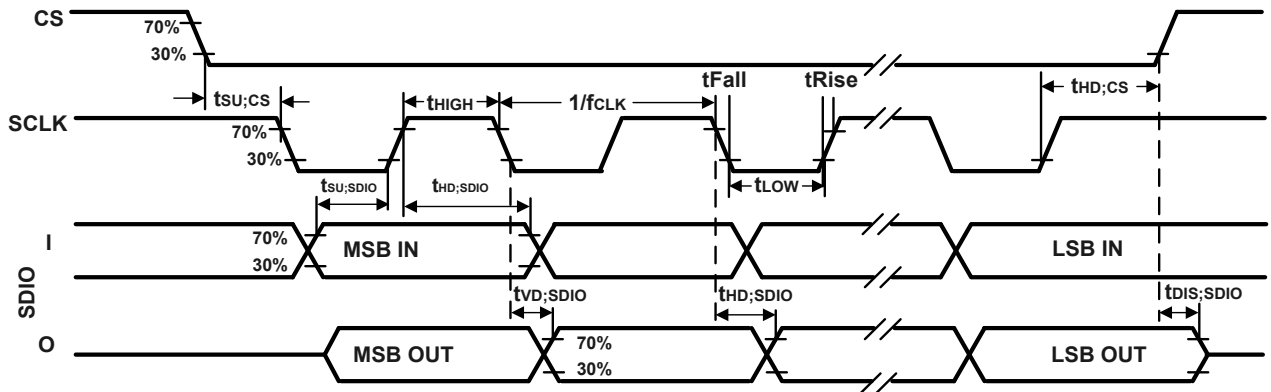 CS
70%
30%
tSU;CS
tHIGH
1/fCLK
tFall
tRise
tHD;CS
SCLK
70%
30%
tSU;SDIO
tHD;SDIO
tLOW
SDIO
I
70%
30%
MSB IN
LSB IN
tVD;SDIO
tHD;SDIO
tDIS;SDIO
O
MSB OUT
70%
30%
LSB OUT